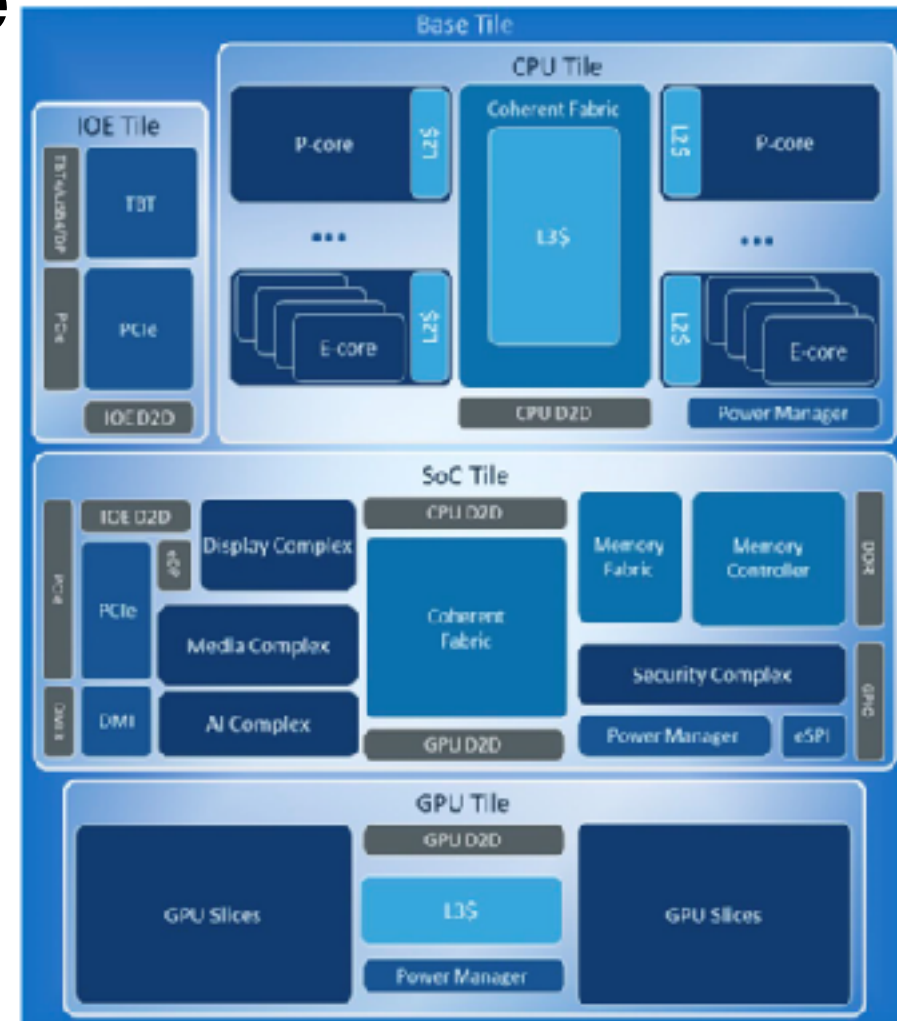 e
Base Tile
CPU Tile
IOE Tile
TBT4/USB4/DP
TBT
PCIe
PCIe
IOE D2D
P-core
L2$
Coherent Fabric
L3$
L2$
P-core
...
...
E-core
L2$
L2$
E-core
CPU D2D
Power Manager
SoC Tile
PCIe
IOE D2D
eDP
Display Complex
CPU D2D
Memory
Fabric
Memory
Controller
DDR
PCIe
Media Complex
Coherent
Fabric
Security Complex
DMI
AI Complex
GPU D2D
Power Manager
eSPI
GPIO
GPU Tile
GPU D2D
GPU Slices
L3$
GPU Slices
Power Manager